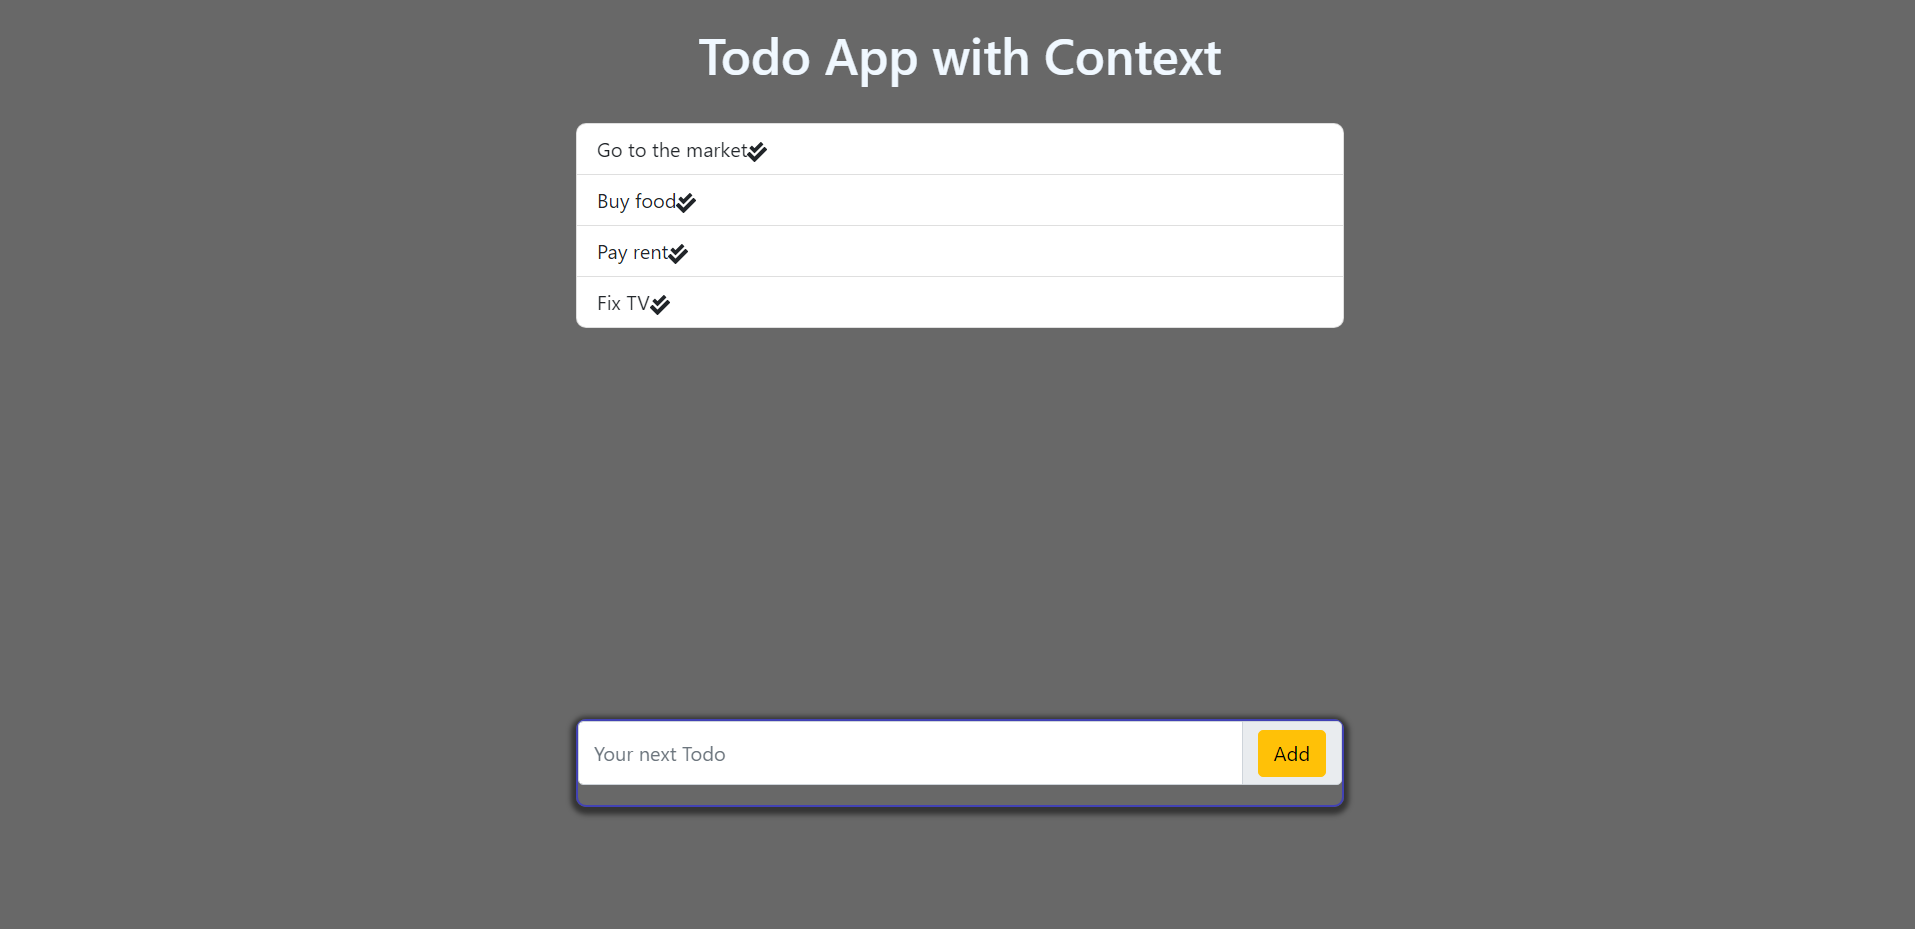 Todo App with Context
Go to the market
Buy food
Pay rent
Fix TV
Your next Todo
Add